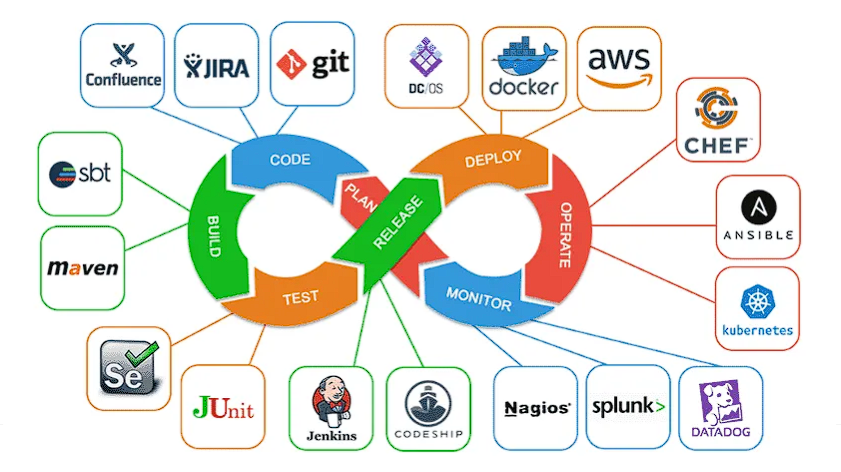 Confluence
JIRA
git
DC/OS
docker
aws
CHEF™
sbt
CODE
DEPLOY
PLAN
RELEASE
BUILD
OPERATE
ANSIBLE
maven
TEST
MONITOR
kubernetes
Se
JUnit
Jenkins
CODESHIP
Nagios®
splunk>
DATADOG